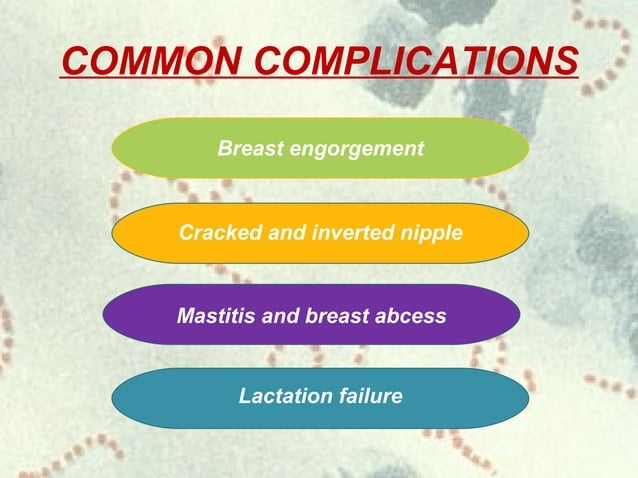 COMMON COMPLICATIONS
Breast engorgement
Cracked and inverted nipple
Mastitis and breast abcess
Lactation failure